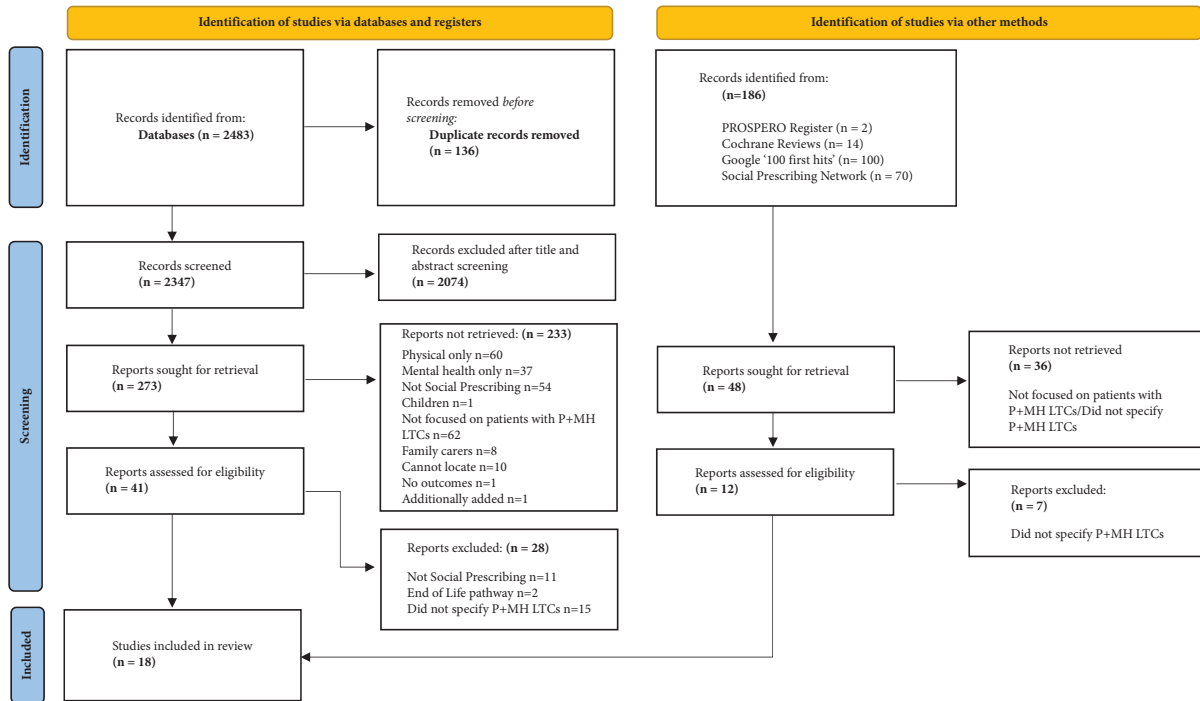 Identification of studies via databases and registers
Identification of studies via other methods
Identification
Records identified from:
Databases (n = 2483)
Records removed before
screening:
Duplicate records removed
(n = 136)
Records identified from:
(n=186)
PROSPERO Register (n = 2)
Cochrane Reviews (n= 14)
Google ‘100 first hits’ (n= 100)
Social Prescribing Network (n = 70)
Screening
Records screened
(n = 2347)
Records excluded after title and
abstract screening
(n = 2074)
Reports sought for retrieval
(n = 273)
Reports not retrieved: (n = 233)
Physical only n=60
Mental health only n=37
Not Social Prescribing n=54
Children n=1
Not focused on patients with P+MH
LTCs n=62
Family carers n=8
Cannot locate n=10
No outcomes n=1
Additionally added n=1
Reports sought for retrieval
(n = 48)
Reports not retrieved
(n = 36)
Not focused on patients with
P+MH LTCs/Did not specify
P+MH LTCs
Reports assessed for eligibility
(n = 41)
Reports assessed for eligibility
(n = 12)
Reports excluded:
(n = 7)
Did not specify P+MH LTCs
Reports excluded: (n = 28)
Not Social Prescribing n=11
End of Life pathway n=2
Did not specify P+MH LTCs n=15
Included
Studies included in review
(n = 18)